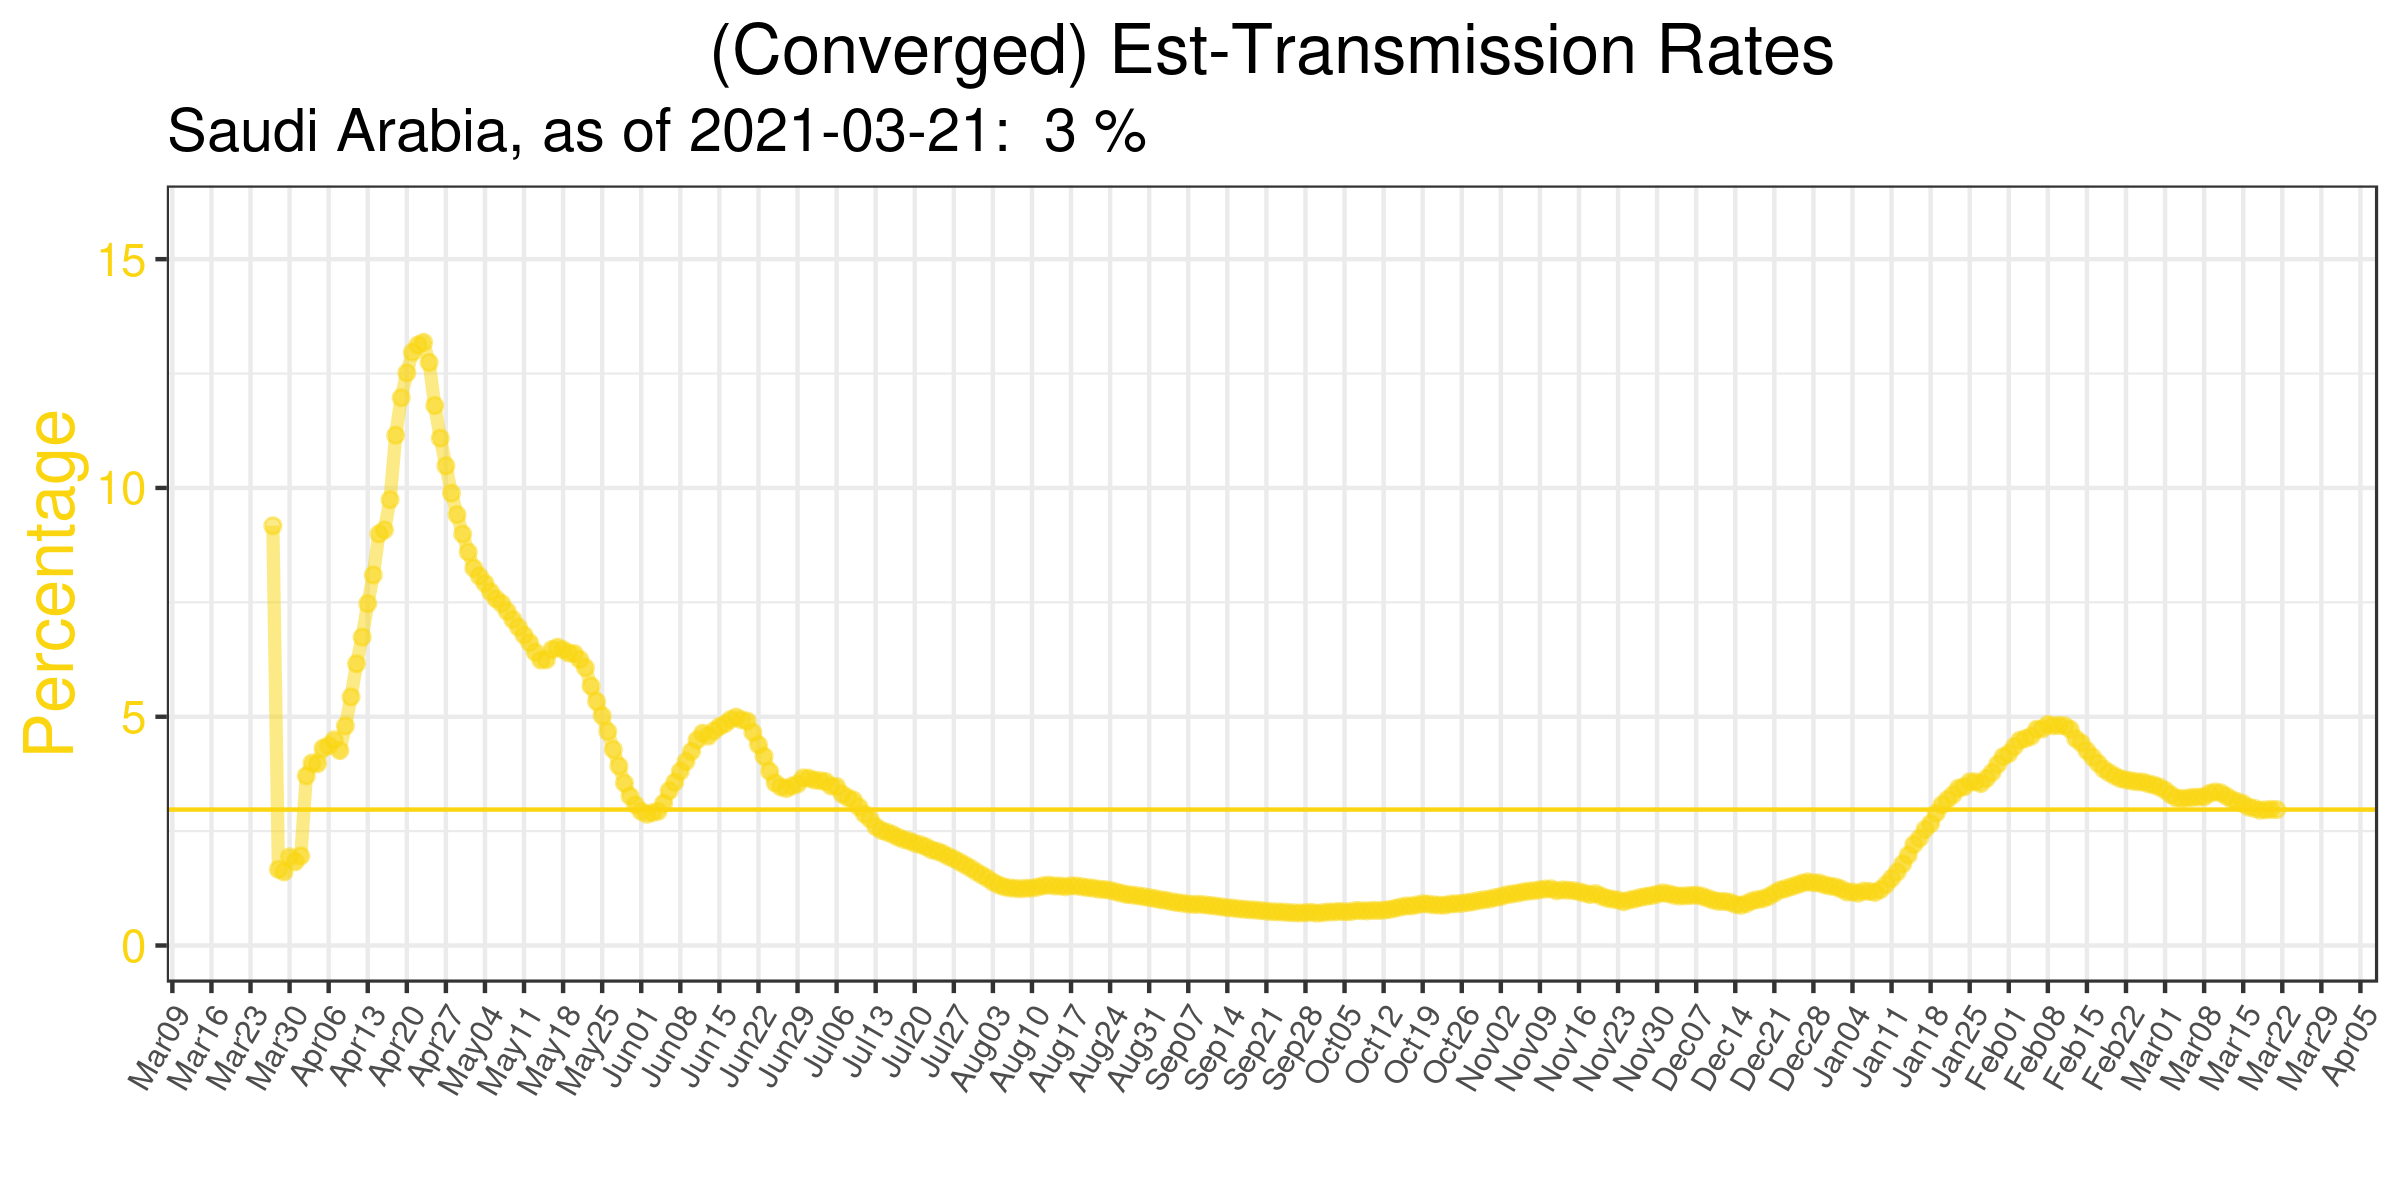 (Converged) Est-Transmission Rates
Saudi Arabia, as of 2021-03-21:  3 %
Percentage
15
10
5
0
Mar09
Mar16
Mar23
Mar30
Apr06
Apr13
Apr20
Apr27
May04
May11
May18
May25
Jun01
Jun08
Jun15
Jun22
Jun29
Jul06
Jul13
Jul20
Jul27
Aug03
Aug10
Aug17
Aug24
Aug31
Sep07
Sep14
Sep21
Sep28
Oct05
Oct12
Oct19
Oct26
Nov02
Nov09
Nov16
Nov23
Nov30
Dec07
Dec14
Dec21
Dec28
Jan04
Jan11
Jan18
Jan25
Feb01
Feb08
Feb15
Feb22
Mar01
Mar08
Mar15
Mar22
Mar29
Apr05